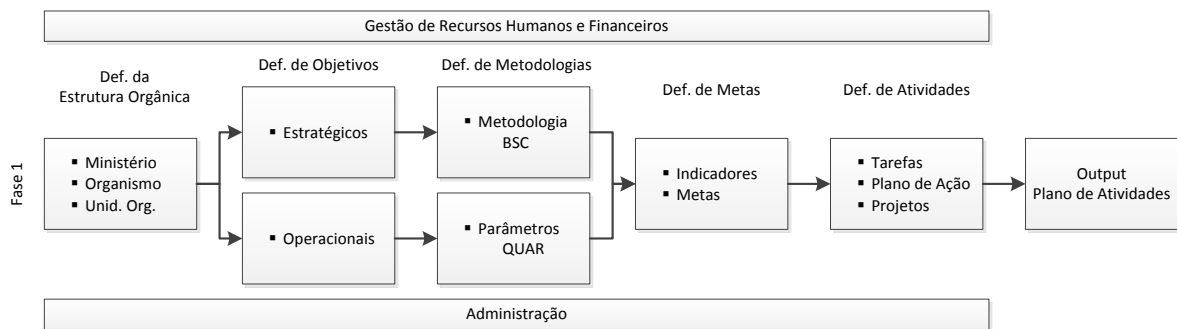 Gestão de Recursos Humanos e Financeiros
Def. da
Estrutura Orgânica
Def. de Objetivos
Def. de Metodologias
Def. de Metas
Def. de Atividades
Fase 1
▪ Ministério
▪ Organismo
▪ Unid. Org.
▪ Estratégicos
▪ Operacionais
▪ Metodologia
BSC
▪ Parâmetros
QUAR
▪ Indicadores
▪ Metas
▪ Tarefas
▪ Plano de Ação
▪ Projetos
Output
Plano de Atividades
Administração